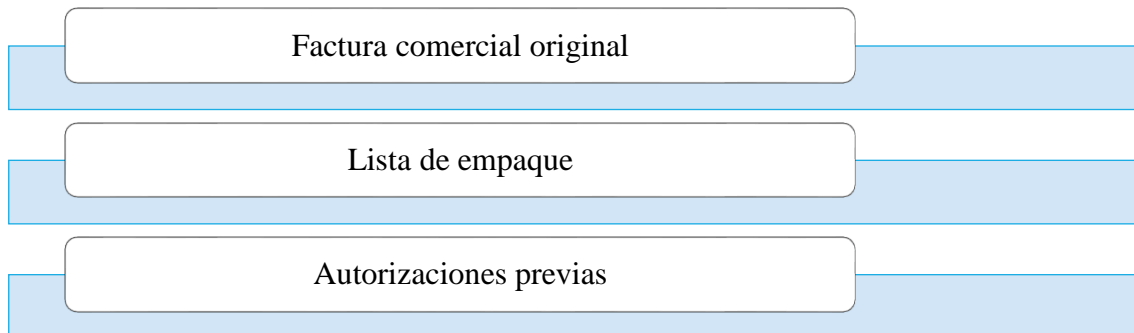 Factura comercial original
Lista de empaque
Autorizaciones previas